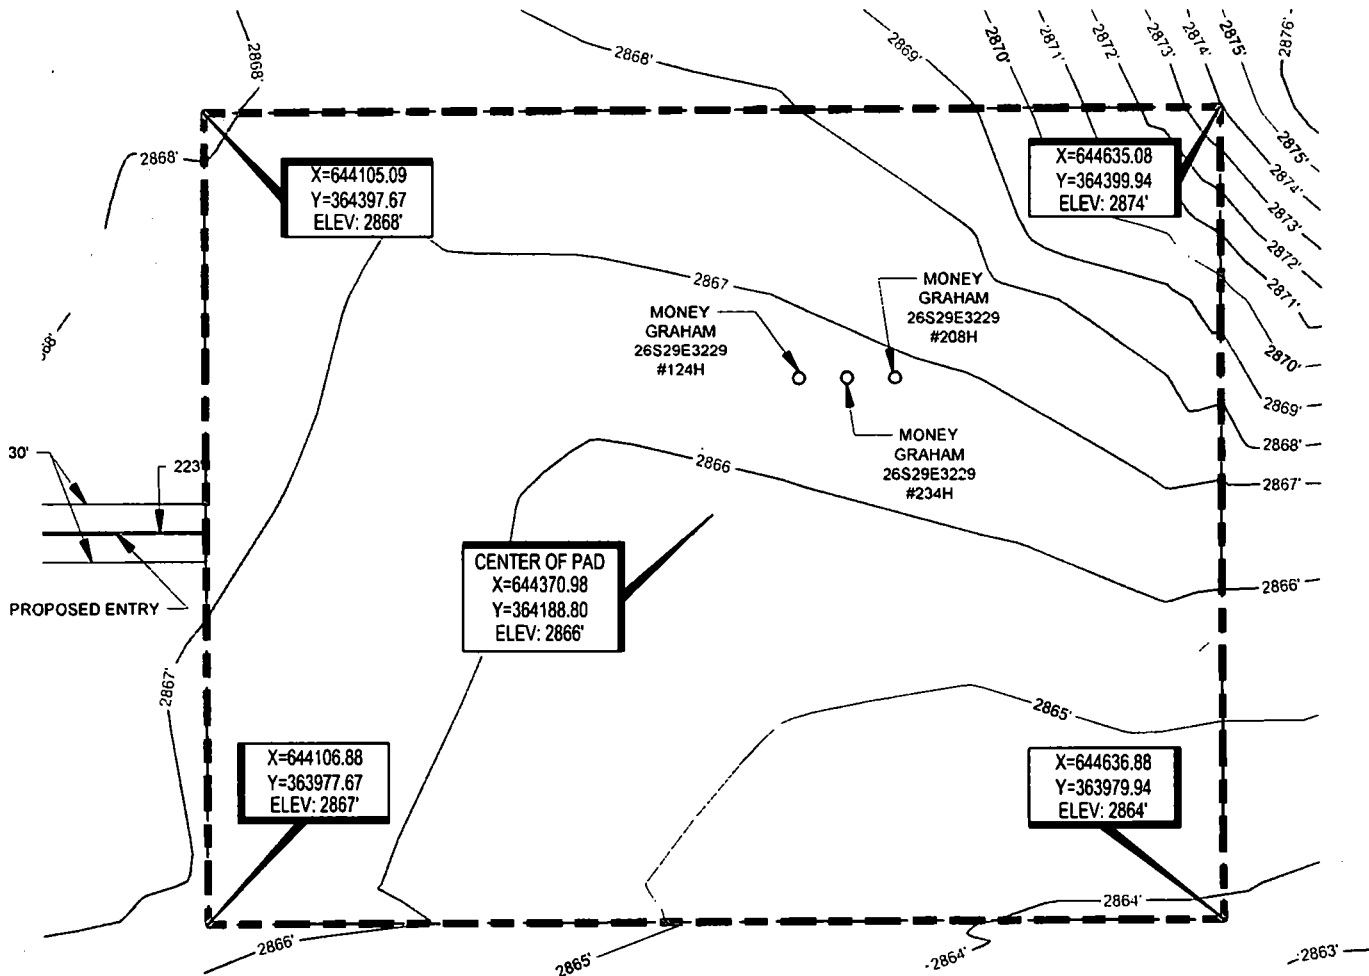 2868'
2868'
2869'
2870'
2871'
2872'
2873'
2874'
2875'
2876'
2868'
X=644105.09
Y=364397.67
ELEV: 2868'
X=644635.08
Y=364399.94
ELEV: 2874'
2875'
2874'
2873'
2872'
2871'
2870'
2869'
2868'
2867'
2867
MONEY
GRAHAM
26S29E3229
#208H
MONEY
GRAHAM
26S29E3229
#124H
MONEY
GRAHAM
26S29E3229
#234H
30'
223'
2866
CENTER OF PAD
X=644370.98
Y=364188.80
ELEV: 2866'
2866'
PROPOSED ENTRY
2867'
2865'
X=644106.88
Y=363977.67
ELEV: 2867'
X=644636.88
Y=363979.94
ELEV: 2864'
2864'
2866'
2865'
2864'
2863'